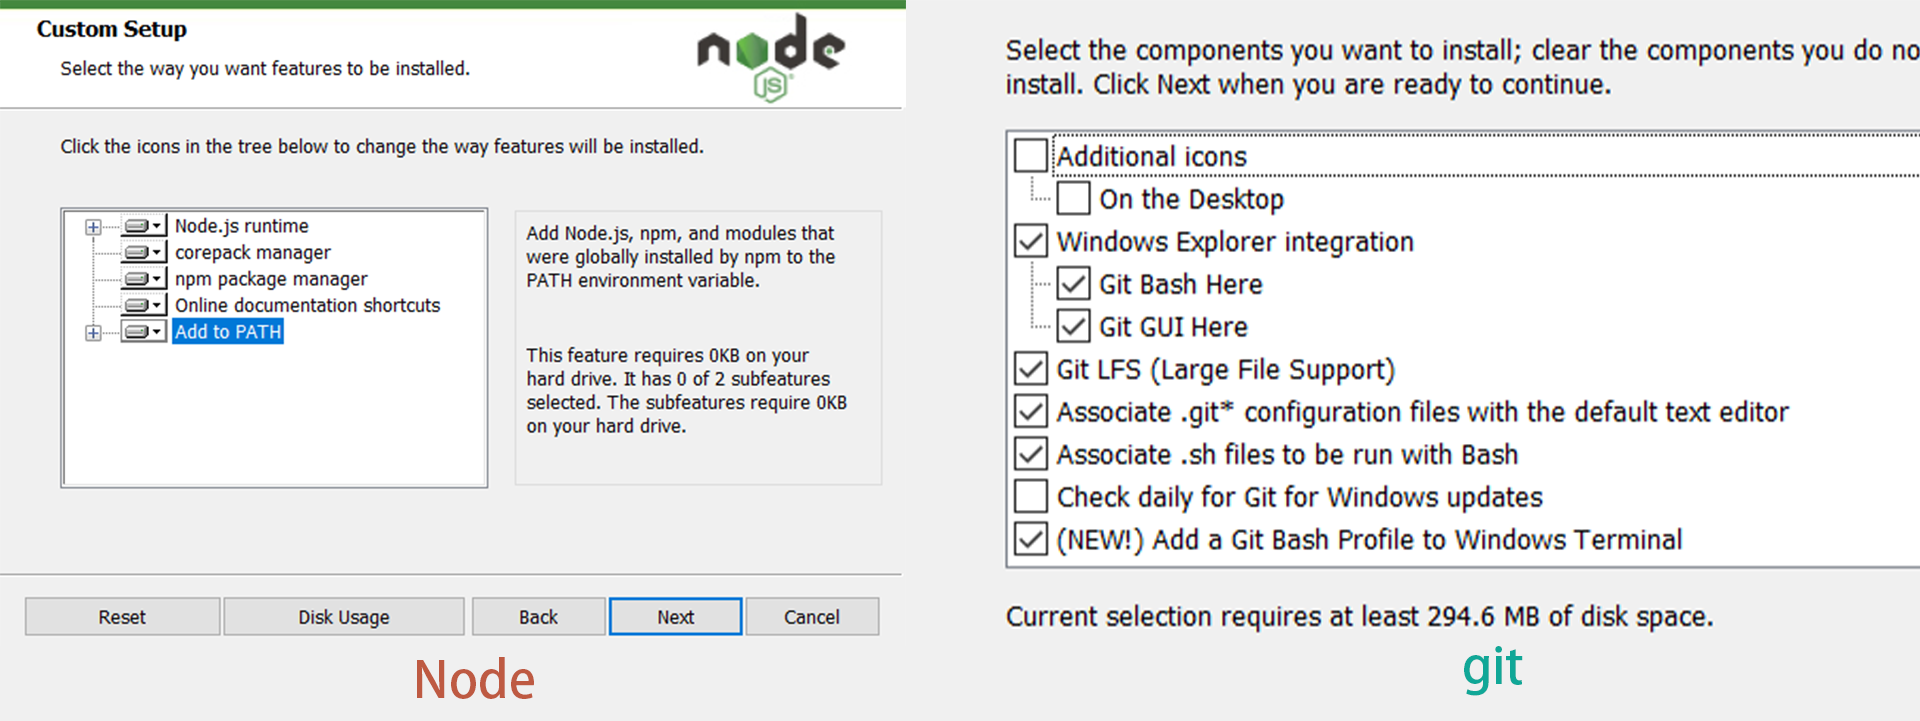 Custom Setup
Select the way you want features to be installed.
node
JS
Click the icons in the tree below to change the way features will be installed.
Node.js runtime
corepack manager
npm package manager
Online documentation shortcuts
Add to PATH
Add Node.js, npm, and modules that
were globally installed by npm to the
PATH environment variable.
This feature requires 0KB on your
hard drive. It has 0 of 2 subfeatures
selected. The subfeatures require 0KB
on your hard drive.
Reset
Disk Usage
Back
Next
Cancel
Node
Select the components you want to install; clear the components you do no
install. Click Next when you are ready to continue.
Additional icons
On the Desktop
Windows Explorer integration
Git Bash Here
Git GUI Here
Git LFS (Large File Support)
Associate .git* configuration files with the default text editor
Associate .sh files to be run with Bash
Check daily for Git for Windows updates
(NEW!) Add a Git Bash Profile to Windows Terminal
Current selection requires at least 294.6 MB of disk space.
git